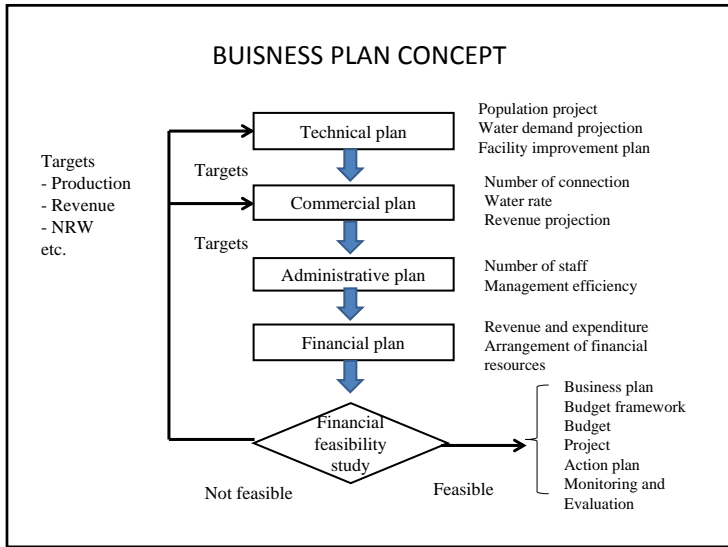 BUISNESS PLAN CONCEPT
Technical plan
Population project
Water demand projection
Facility improvement plan
Targets
- Production
- Revenue
- NRW
etc.
Targets
Commercial plan
Number of connection
Water rate
Revenue projection
Targets
Administrative plan
Number of staff
Management efficiency
Financial plan
Revenue and expenditure
Arrangement of financial
resources
Financial
feasibility
study
Not feasible
Feasible
Business plan
Budget framework
Budget
Project
Action plan
Monitoring and
Evaluation